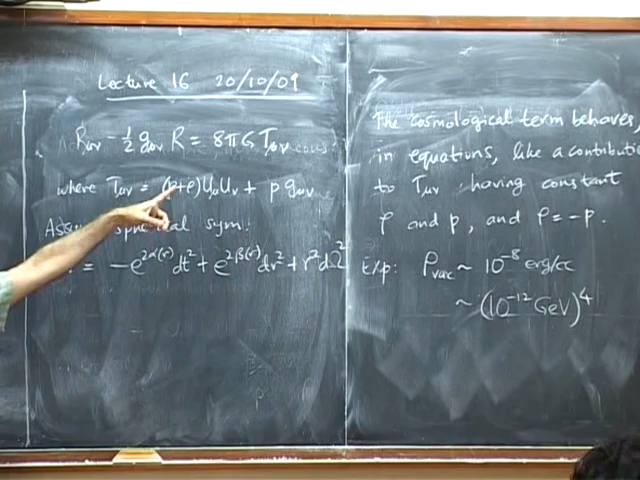 Lecture 16 20/10/09
Rμν - ½ gμν R = 8πG Tμν
where Tμν = (p+ρ)UμUν + p gμν
sym:
= -e^{2α(r)}dt² + e^{2β(r)}dr² + r²dΩ²
The cosmological term behaves,
in equations, like a contributi
to Tμν having constant
ρ and p, and ρ = -p.
Exp: ρvac ~ 10⁻⁸ erg/cc
~ (10⁻¹² GeV)⁴